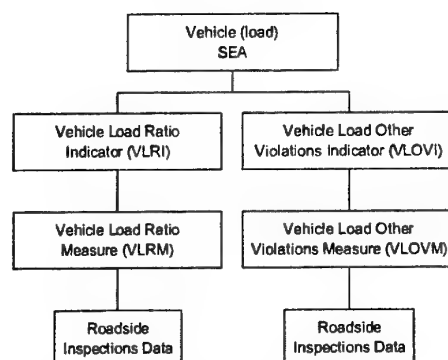 Vehicle (load)
SEA
Vehicle Load Ratio
Indicator (VLRI)
Vehicle Load Other
Violations Indicator (VLOVI)
Vehicle Load Ratio
Measure (VLRM)
Vehicle Load Other
Violations Measure (VLOVM)
Roadside
Inspections Data
Roadside
Inspections Data